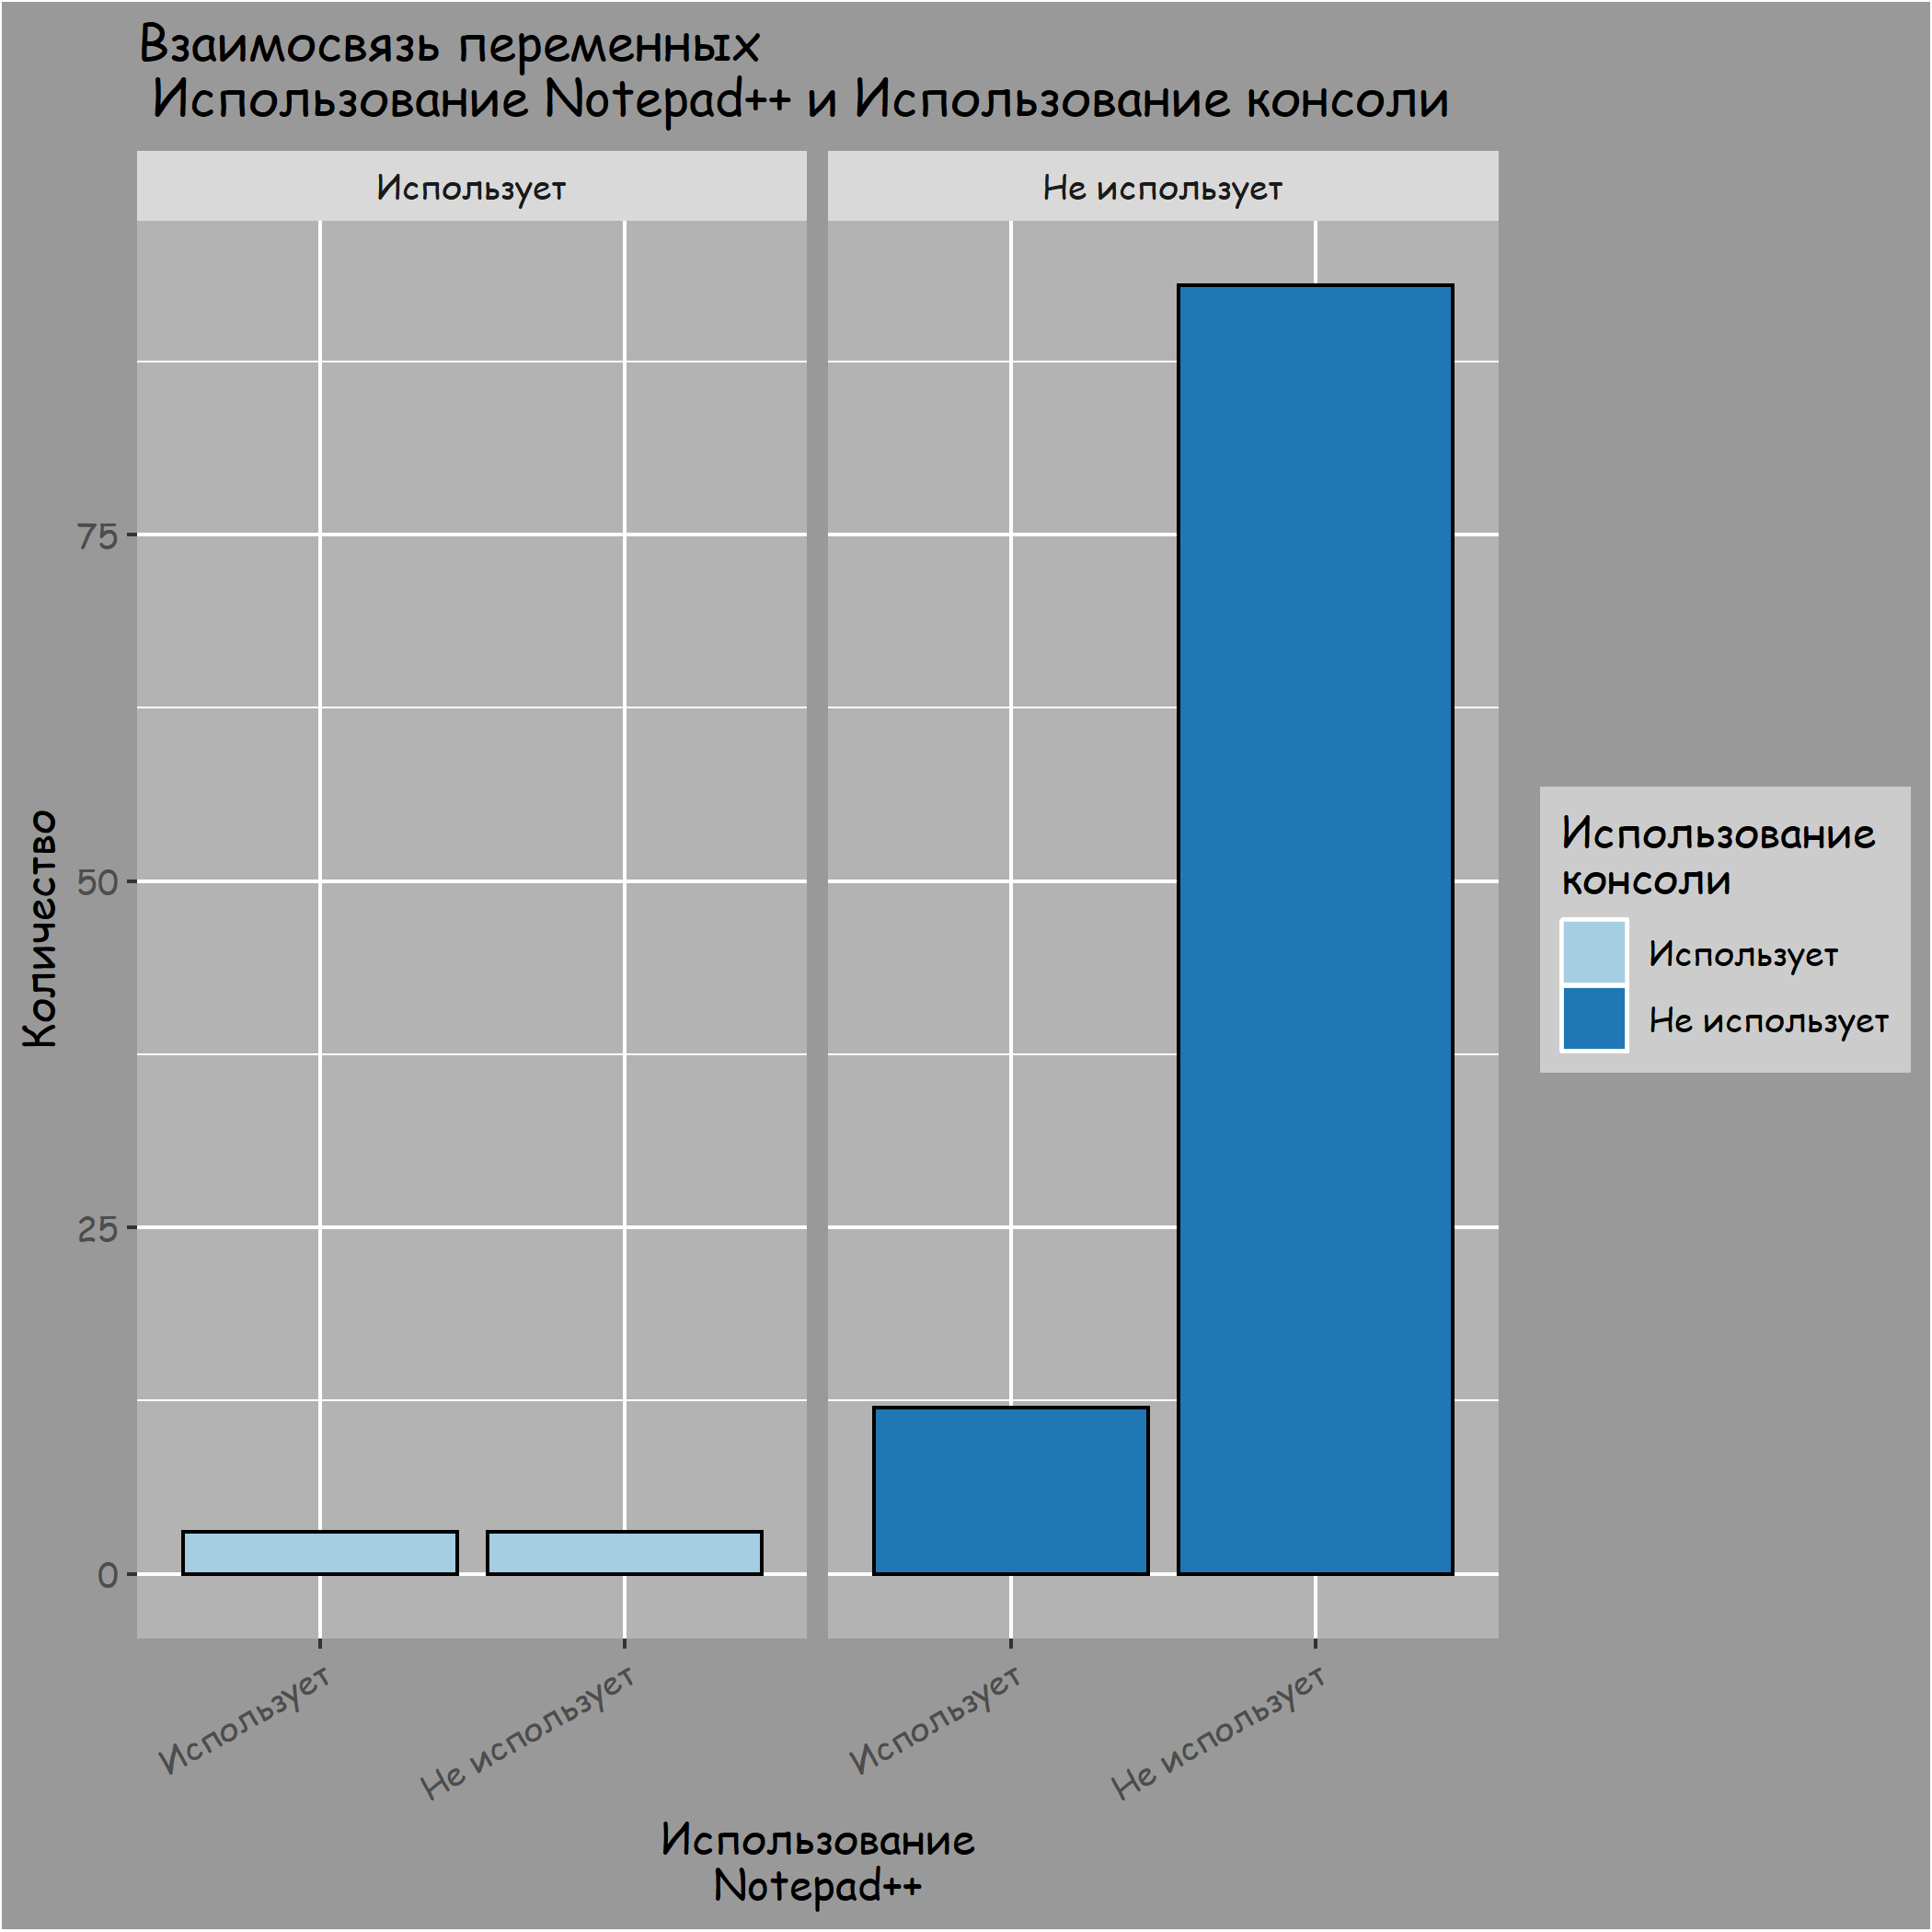 Взаимосвязь переменных
Использование Notepad++ и Использование консоли
Использует
Не использует
75
50
25
0
Количество
Использует
Не использует
Использует
Не использует
Использование
Notepad++
Использование
консоли
Использует
Не использует